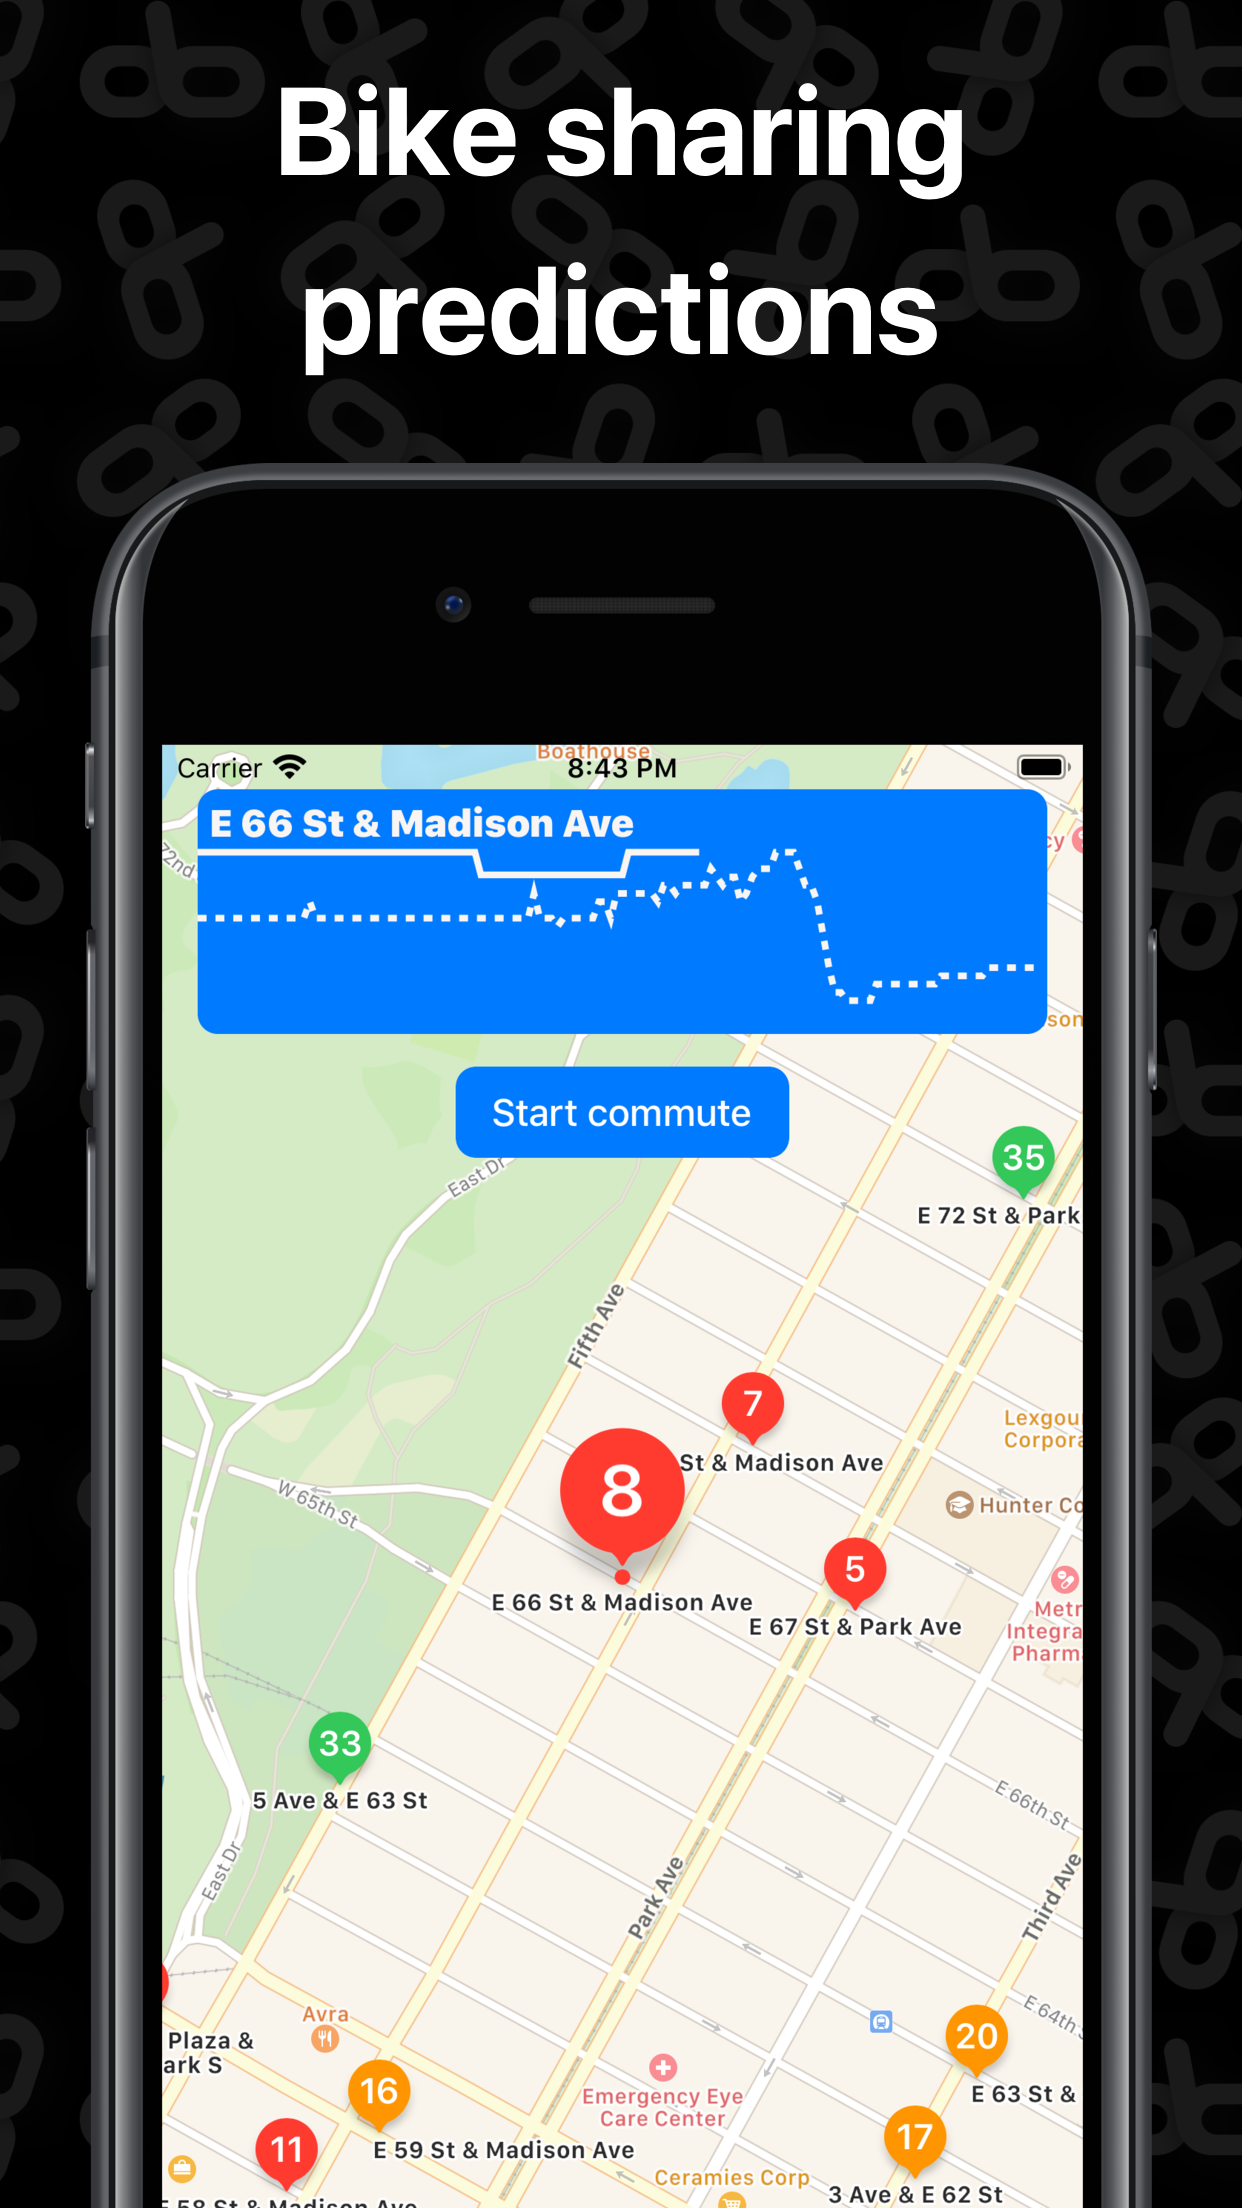 Bike sharing
predictions
Boathouse
Carrier
8:43 PM
E 66 St & Madison Ave
72nd
cy
son
Start commute
East Dr
35
E 72 St & Park
Fifth Ave
7
St & Madison Ave
Lexgou
Corpora
8
W 65th St
Hunter Co
5
E 66 St & Madison Ave
E 67 St & Park Ave
Metr
Integra
Pharm
33
5 Ave & E 63 St
E 66th St
East Dr
Park Ave
Third Ave
Avra
E 64th S
Plaza &
ark S
20
16
Emergency Eye
Care Center
E 63 St &
11
17
E 59 St & Madison Ave
Ceramies Corp
3 Ave & E 62 St
E 58 St & Madison Ave